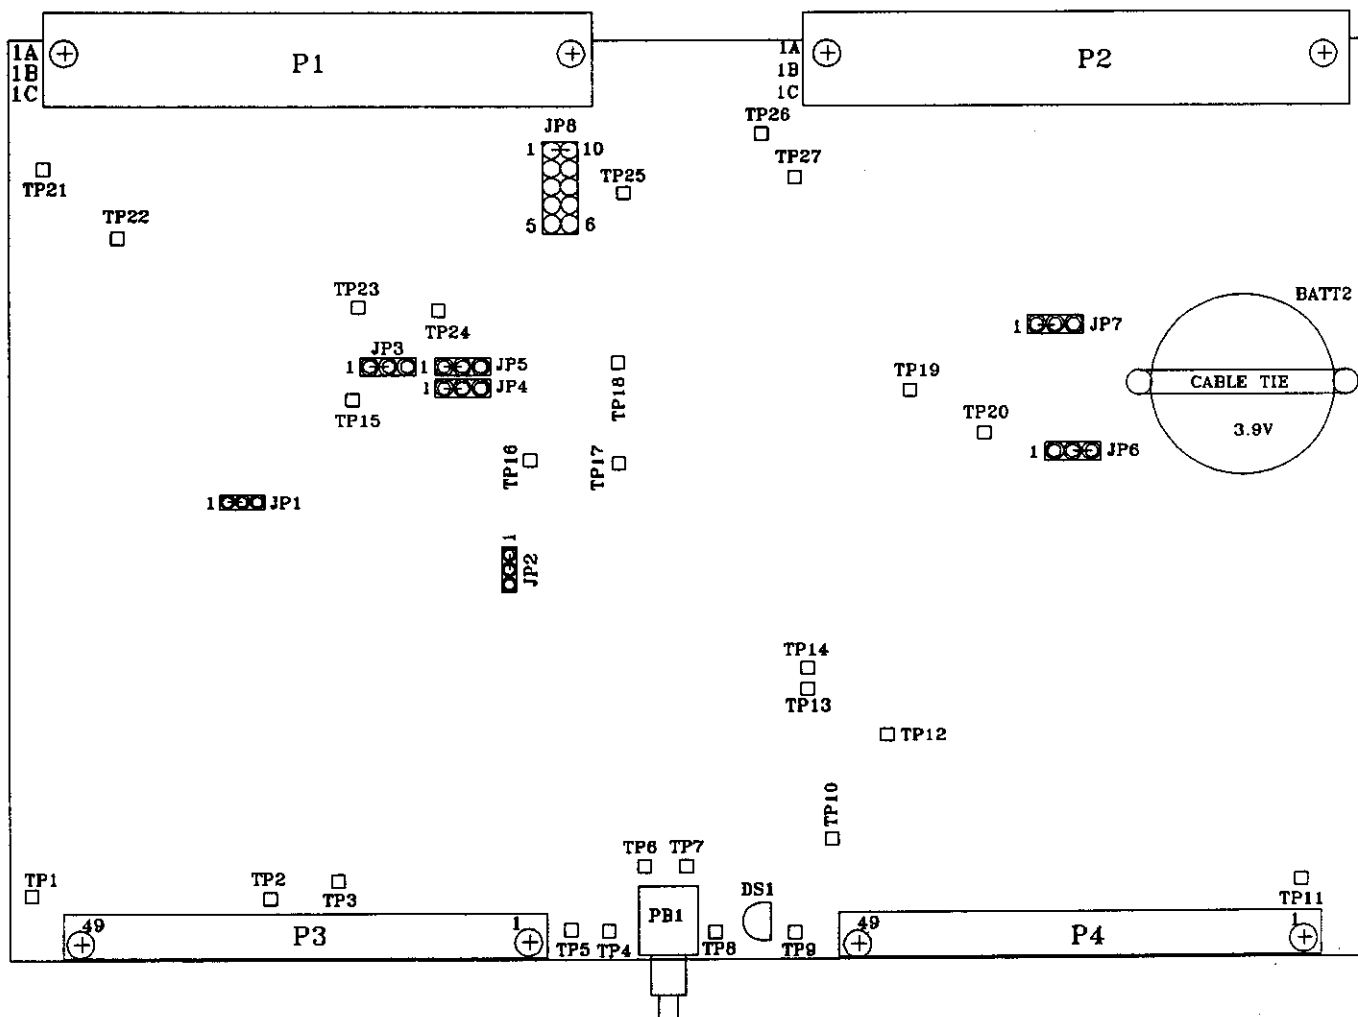 1A
1B
1C
P1
1A
1B
1C
P2
JP8
1 10
5 6
TP26
TP27
TP25
TP21
TP22
TP23
TP24
BATT2
1 JP7
JP3
1
1 JP5
1 JP4
TP18
TP19
CABLE TIE
TP15
TP20
3.9V
TP16
TP17
1 JP6
1 JP1
1
JP2
TP14
TP13
TP12
TP10
TP6 TP7
TP1
TP2
TP3
DS1
TP11
49 P3 1
TP5 TP4
PB1
TP8
TP9
49 P4 1